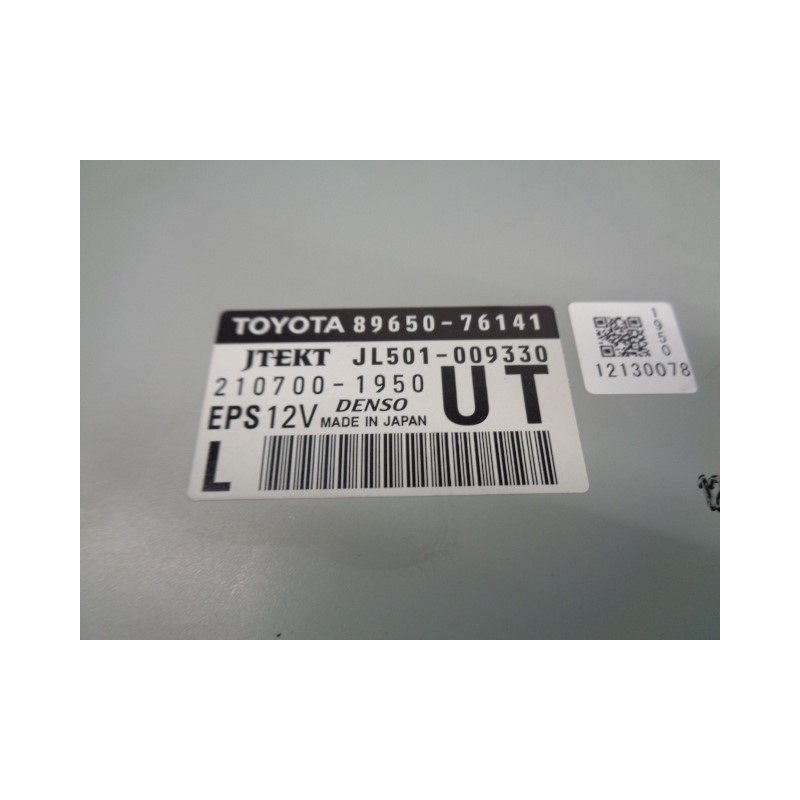 TOYOTA 89650-76141
JTEKT JL501-009330
210700-1950
UT
EPS 12V DENSO
MADE IN JAPAN
L
1950
12130078